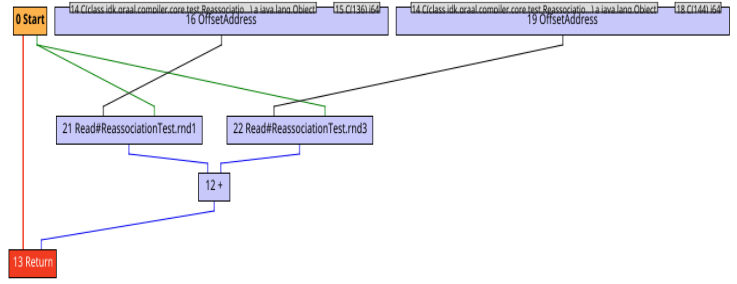 14 C(class jdk.graal.compiler.core.test.Reassociatio...).a java.lang.Object
15 C(136) i64
14 C(class jdk.graal.compiler.core.test.Reassociatio...).a java.lang.Object
18 C(144) i64
0 Start
16 OffsetAddress
19 OffsetAddress
21 Read#ReassociationTest.rnd1
22 Read#ReassociationTest.rnd3
12 +
13 Return